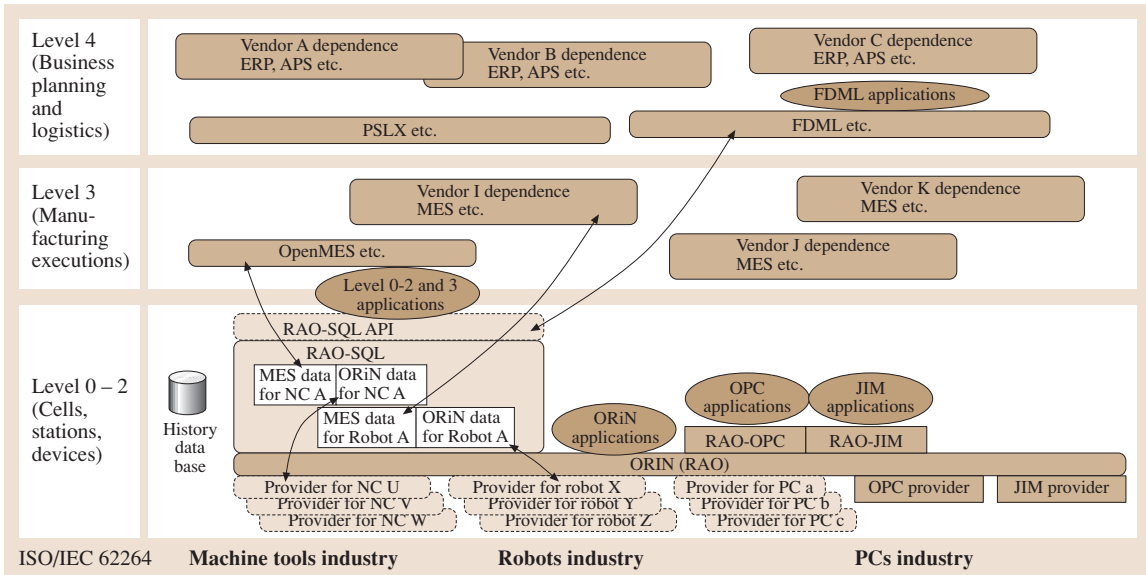 Level 4
(Business
planning
and
logistics)
Vendor A dependence
ERP, APS etc.
Vendor B dependence
ERP, APS etc.
Vendor C dependence
ERP, APS etc.
FDML applications
PSLX etc.
FDML etc.
Level 3
(Manu-
facturing
executions)
Vendor I dependence
MES etc.
Vendor K dependence
MES etc.
OpenMES etc.
Vendor J dependence
MES etc.
Level 0-2 and 3
applications
Level 0 – 2
(Cells,
stations,
devices)
History
data
base
RAO-SQL API
RAO-SQL
MES data
for NC A
ORiN data
for NC A
MES data
for Robot A
ORiN data
for Robot A
ORiN
applications
OPC
applications
JIM
applications
RAO-OPC
RAO-JIM
ORIN (RAO)
Provider for NC U
Provider for NC V
Provider for NC W
Provider for robot X
Provider for robot Y
Provider for robot Z
Provider for PC a
Provider for PC b
Provider for PC c
OPC provider
JIM provider
ISO/IEC 62264
Machine tools industry
Robots industry
PCs industry